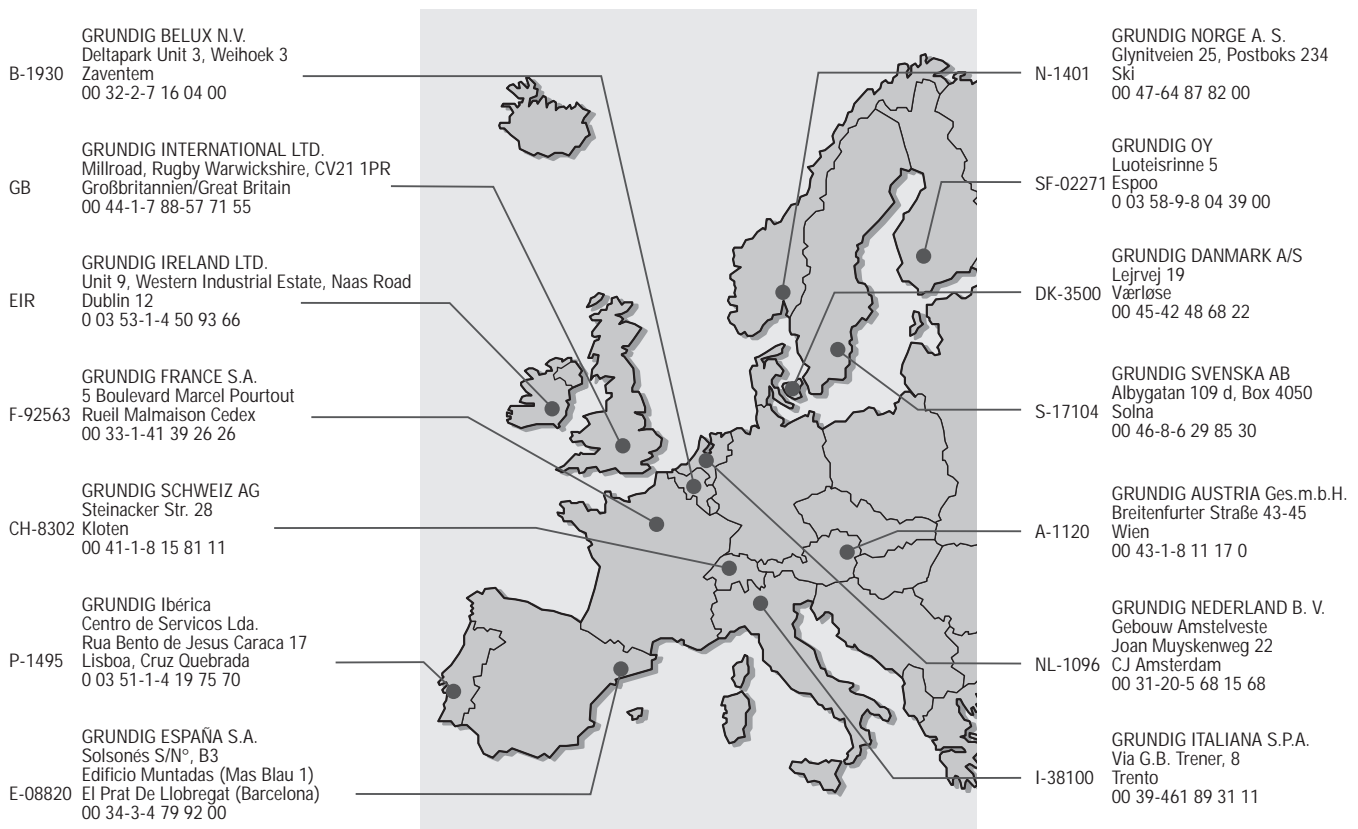 GRUNDIG BELUX N.V.
Deltapark Unit 3, Weihoek 3
B-1930 Zaventem
00 32-2-7 16 04 00
GRUNDIG INTERNATIONAL LTD.
Millroad, Rugby Warwickshire, CV21 1PR
GB Großbritannien/Great Britain
00 44-1-7 88-57 71 55
GRUNDIG IRELAND LTD.
Unit 9, Western Industrial Estate, Naas Road
EIR Dublin 12
0 03 53-1-4 50 93 66
GRUNDIG FRANCE S.A.
5 Boulevard Marcel Pourtout
F-92563 Rueil Malmaison Cedex
00 33-1-41 39 26 26
GRUNDIG SCHWEIZ AG
Steinacker Str. 28
CH-8302 Kloten
00 41-1-8 15 81 11
GRUNDIG Ibérica
Centro de Servicos Lda.
Rua Bento de Jesus Caraca 17
P-1495 Lisboa, Cruz Quebrada
0 03 51-1-4 19 75 70
GRUNDIG ESPAÑA S.A.
Solsonés S/N°, B3
Edificio Muntadas (Mas Blau 1)
E-08820 El Prat De Llobregat (Barcelona)
00 34-3-4 79 92 00
GRUNDIG NORGE A. S.
Glynitveien 25, Postboks 234
N-1401 Ski
00 47-64 87 82 00
GRUNDIG OY
Luoteisrinne 5
SF-02271 Espoo
0 03 58-9-8 04 39 00
GRUNDIG DANMARK A/S
Lejrvej 19
DK-3500 Værløse
00 45-42 48 68 22
GRUNDIG SVENSKA AB
Albygatan 109 d, Box 4050
S-17104 Solna
00 46-8-6 29 85 30
GRUNDIG AUSTRIA Ges.m.b.H.
Breitenfurter Straße 43-45
A-1120 Wien
00 43-1-8 11 17 0
GRUNDIG NEDERLAND B. V.
Gebouw Amstelveste
Joan Muyskenweg 22
NL-1096 CJ Amsterdam
00 31-20-5 68 15 68
GRUNDIG ITALIANA S.P.A.
Via G.B. Trener, 8
I-38100 Trento
00 39-461 89 31 11